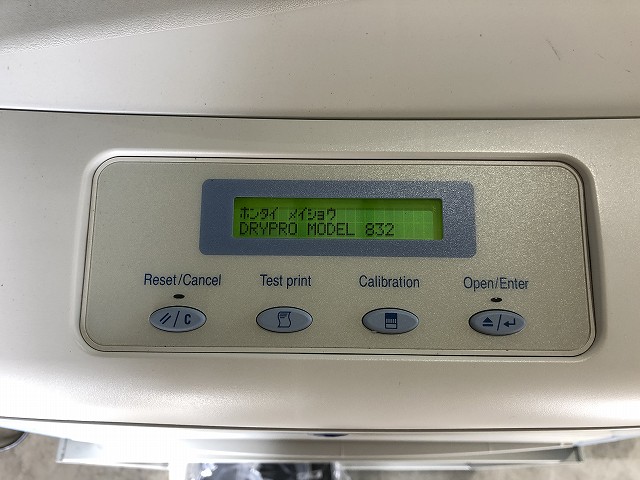 ホンタイ メイショウ
DRYPRO MODEL 832
Reset/Cancel
Test print
Calibration
Open/Enter
/ C